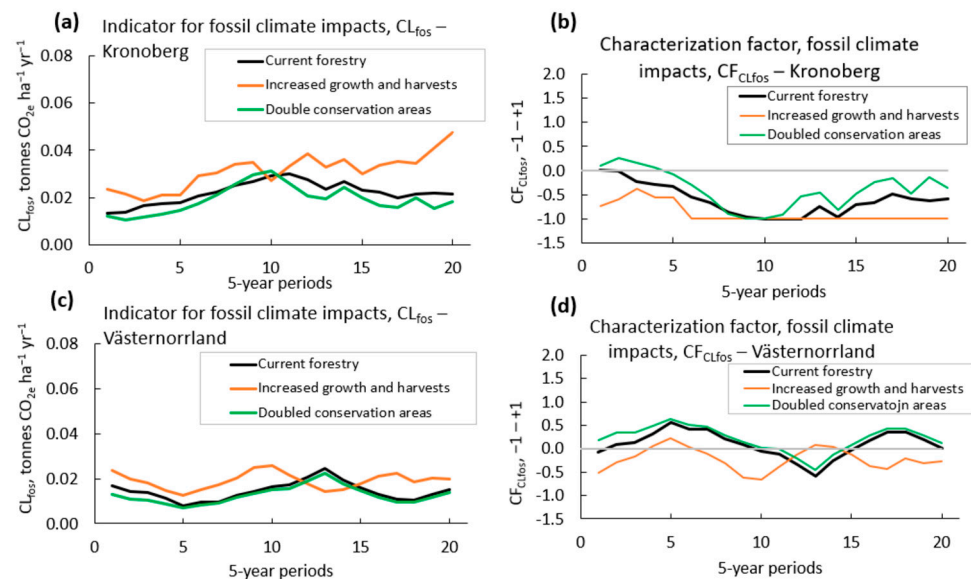 (a)
Indicator for fossil climate impacts, CLfos –
Kronoberg
CLfos, tonnes CO2e ha−1 yr−1
0.08
0.06
0.04
0.02
0.00
Current forestry
Increased growth and harvests
Double conservation areas
0 5 10 15 20
5-year periods
(b)
Characterization factor, fossil climate
impacts, CFCLfos – Kronoberg
CFCLfos, -1 – +1
2.0
1.5
1.0
0.5
0.0
-0.5
-1.0
-1.5
Current forestry
Increased growth and harvests
Doubled conservation areas
0 5 10 15 20
5-year periods
(c)
Indicator for fossil climate impacts, CLfos –
Västernorrland
CLfos, tonnes CO2e ha−1 yr−1
0.08
0.06
0.04
0.02
0.00
Current forestry
Increased growth and harvests
Doubled conservation areas
0 5 10 15 20
5-year periods
(d)
Characterization factor, fossil climate
impacts, CFCLfos – Västernorrland
CFCLfos, -1 – +1
2.0
1.5
1.0
0.5
0.0
-0.5
-1.0
-1.5
Current forestry
Increased growth and harvests
Doubled conservatojn areas
0 5 10 15 20
5-year periods